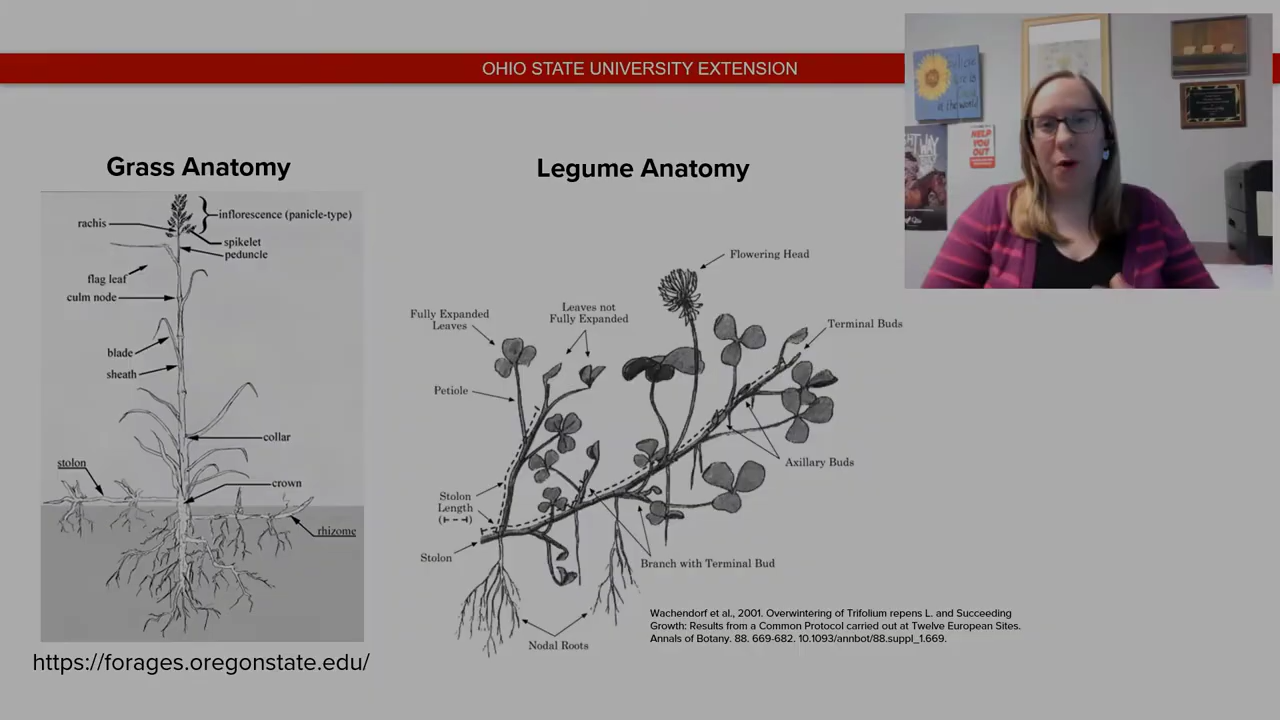 OHIO STATE UNIVERSITY EXTENSION
Grass Anatomy
rachis
inflorescence (panicle-type)
spikelet
peduncle
flag leaf
culm node
blade
sheath
collar
stolon
crown
rhizome
https://forages.oregonstate.edu/
Legume Anatomy
Flowering Head
Fully Expanded
Leaves
Leaves not
Fully Expanded
Terminal Buds
Petiole
Axillary Buds
Stolon
Length
Stolon
Branch with Terminal Bud
Nodal Roots
Wachendorf et al., 2001. Overwintering of Trifolium repens L. and Succeeding
Growth: Results from a Common Protocol carried out at Twelve European Sites.
Annals of Botany. 88. 669-682. 10.1093/annbot/88.suppl_1.669.
HELP
YOU
OUT